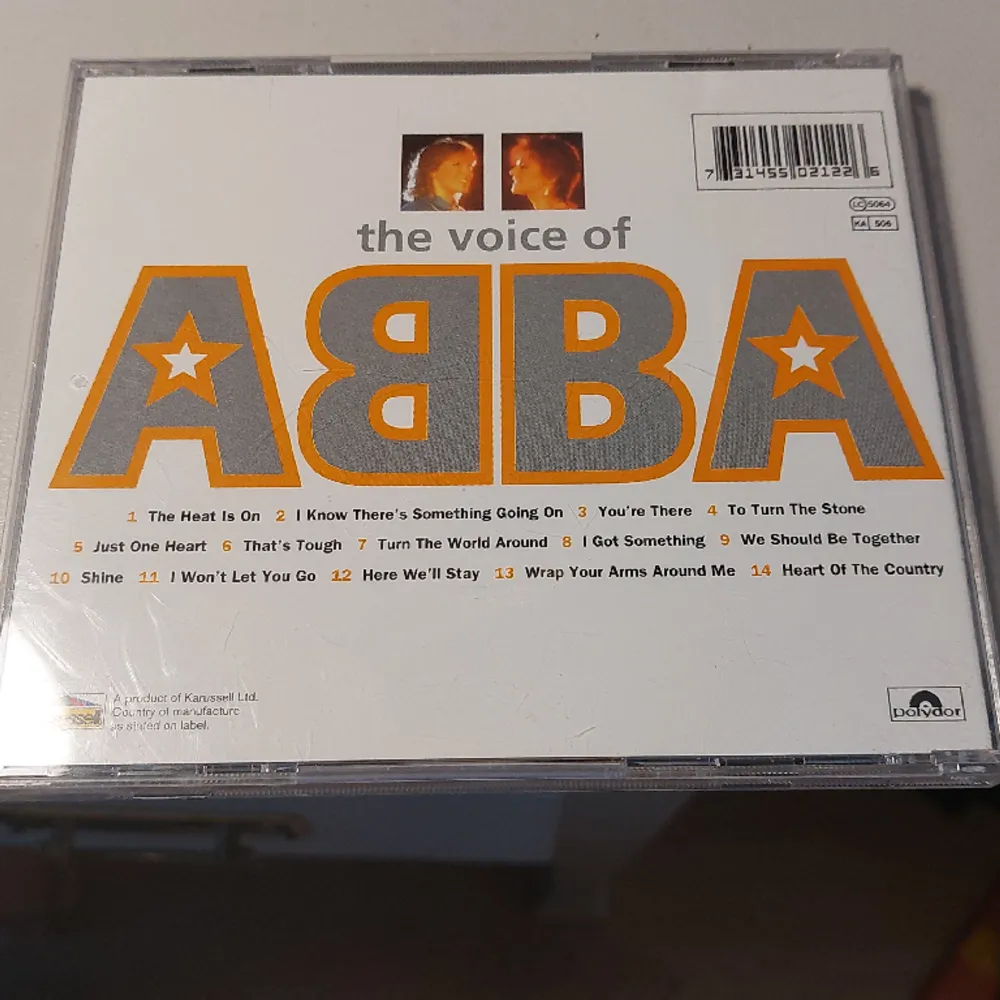 7 31455 02122 6
LC 5064
KA 506
the voice of
ABBA
1 The Heat Is On 2 I Know There's Something Going On 3 You're There 4 To Turn The Stone
5 Just One Heart 6 That's Tough 7 Turn The World Around 8 I Got Something 9 We Should Be Together
10 Shine 11 I Won't Let You Go 12 Here We'll Stay 13 Wrap Your Arms Around Me 14 Heart Of The Country
A product of Karussell Ltd.
Country of manufacture
as stated on label.
polydor